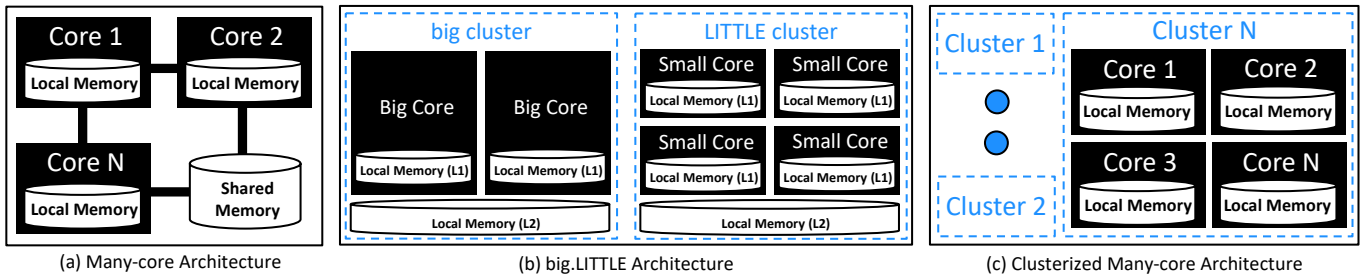 Core 1
Core 2
Local Memory
Local Memory
Core N
Local Memory
Shared
Memory
(a) Many-core Architecture
big cluster
LITTLE cluster
Big Core
Big Core
Local Memory (L1)
Local Memory (L1)
Local Memory (L2)
Small Core
Small Core
Local Memory (L1)
Local Memory (L1)
Small Core
Small Core
Local Memory (L1)
Local Memory (L1)
Local Memory (L2)
(b) big.LITTLE Architecture
Cluster 1
Cluster 2
Cluster N
Core 1
Core 2
Local
Memory
Local
Memory
Core 3
Core N
Local
Memory
Local
Memory
(c) Clusterized Many-core Architecture